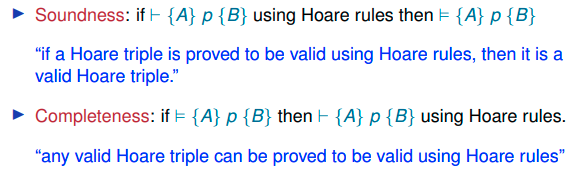 ▶ Soundness: if ⊢ {A} p {B} using Hoare rules then ⊨ {A} p {B}
“if a Hoare triple is proved to be valid using Hoare rules, then it is a
valid Hoare triple.”
▶ Completeness: if ⊨ {A} p {B} then ⊢ {A} p {B} using Hoare rules.
“any valid Hoare triple can be proved to be valid using Hoare rules”